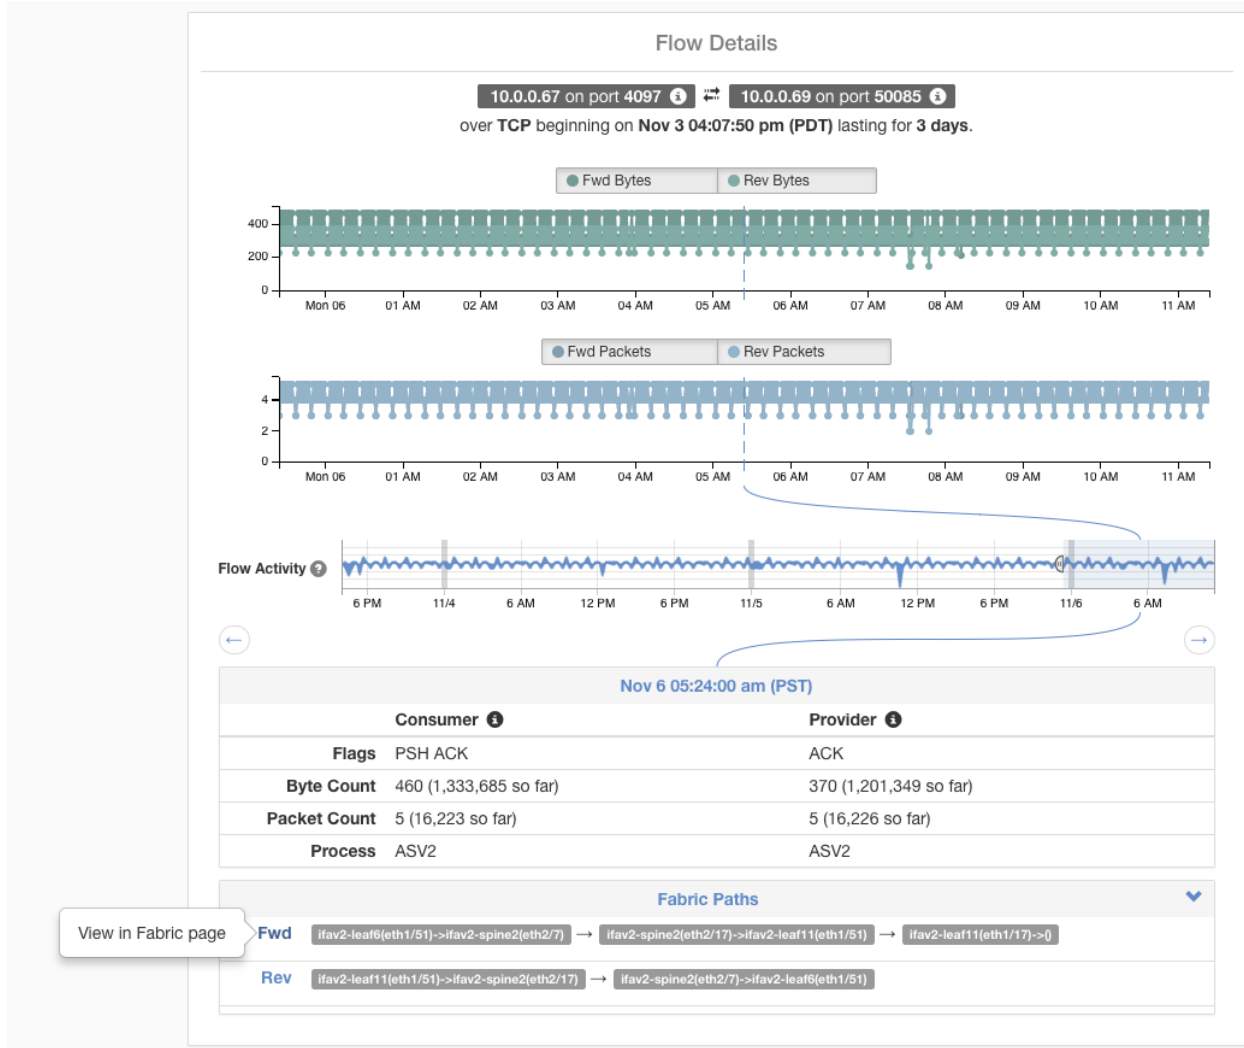 Flow Details
10.0.0.67 on port 4097 10.0.0.69 on port 50085
over TCP beginning on Nov 3 04:07:50 pm (PDT) lasting for 3 days.
Fwd Bytes Rev Bytes
400
200
0
Mon 06 01 AM 02 AM 03 AM 04 AM 05 AM 06 AM 07 AM 08 AM 09 AM 10 AM 11 AM
Fwd Packets Rev Packets
4
2
0
Mon 06 01 AM 02 AM 03 AM 04 AM 05 AM 06 AM 07 AM 08 AM 09 AM 10 AM 11 AM
Flow Activity ?
6 PM 11/4 6 AM 12 PM 6 PM 11/5 6 AM 12 PM 6 PM 11/6 6 AM
← →
Nov 6 05:24:00 am (PST)
Consumer Provider
Flags PSH ACK ACK
Byte Count 460 (1,333,685 so far) 370 (1,201,349 so far)
Packet Count 5 (16,223 so far) 5 (16,226 so far)
Process ASV2 ASV2
Fabric Paths
View in Fabric page
Fwd ifav2-leaf6(eth1/51)->ifav2-spine2(eth2/7) → ifav2-spine2(eth2/17)->ifav2-leaf11(eth1/51) → ifav2-leaf11(eth1/17)->()
Rev ifav2-leaf11(eth1/51)->ifav2-spine2(eth2/17) → ifav2-spine2(eth2/7)->ifav2-leaf6(eth1/51)